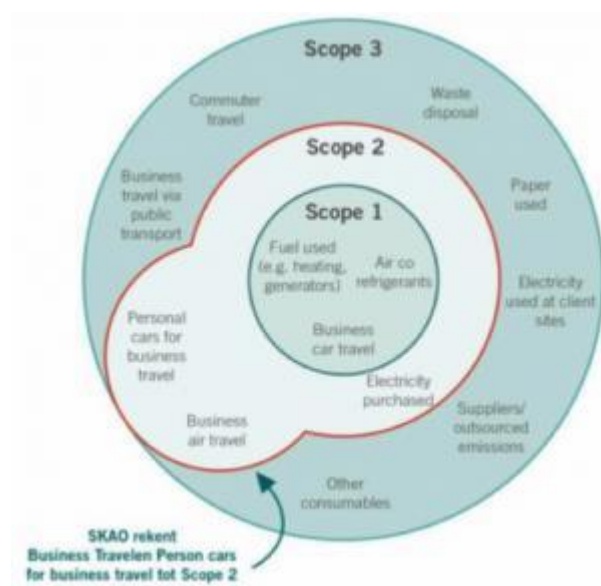 Scope 3
Commuter
travel
Waste
disposal
Scope 2
Business
travel via
public
transport
Paper
used
Scope 1
Fuel used
(e.g. heating,
generators)
Air co
refrigerants
Electricity
used at client
sites
Personal
cars for
business
travel
Business
car travel
Electricity
purchased
Business
air travel
Suppliers/
outsourced
emissions
Other
consumables
SKAO rekent
Business Travelen Person cars
for business travel tot Scope 2